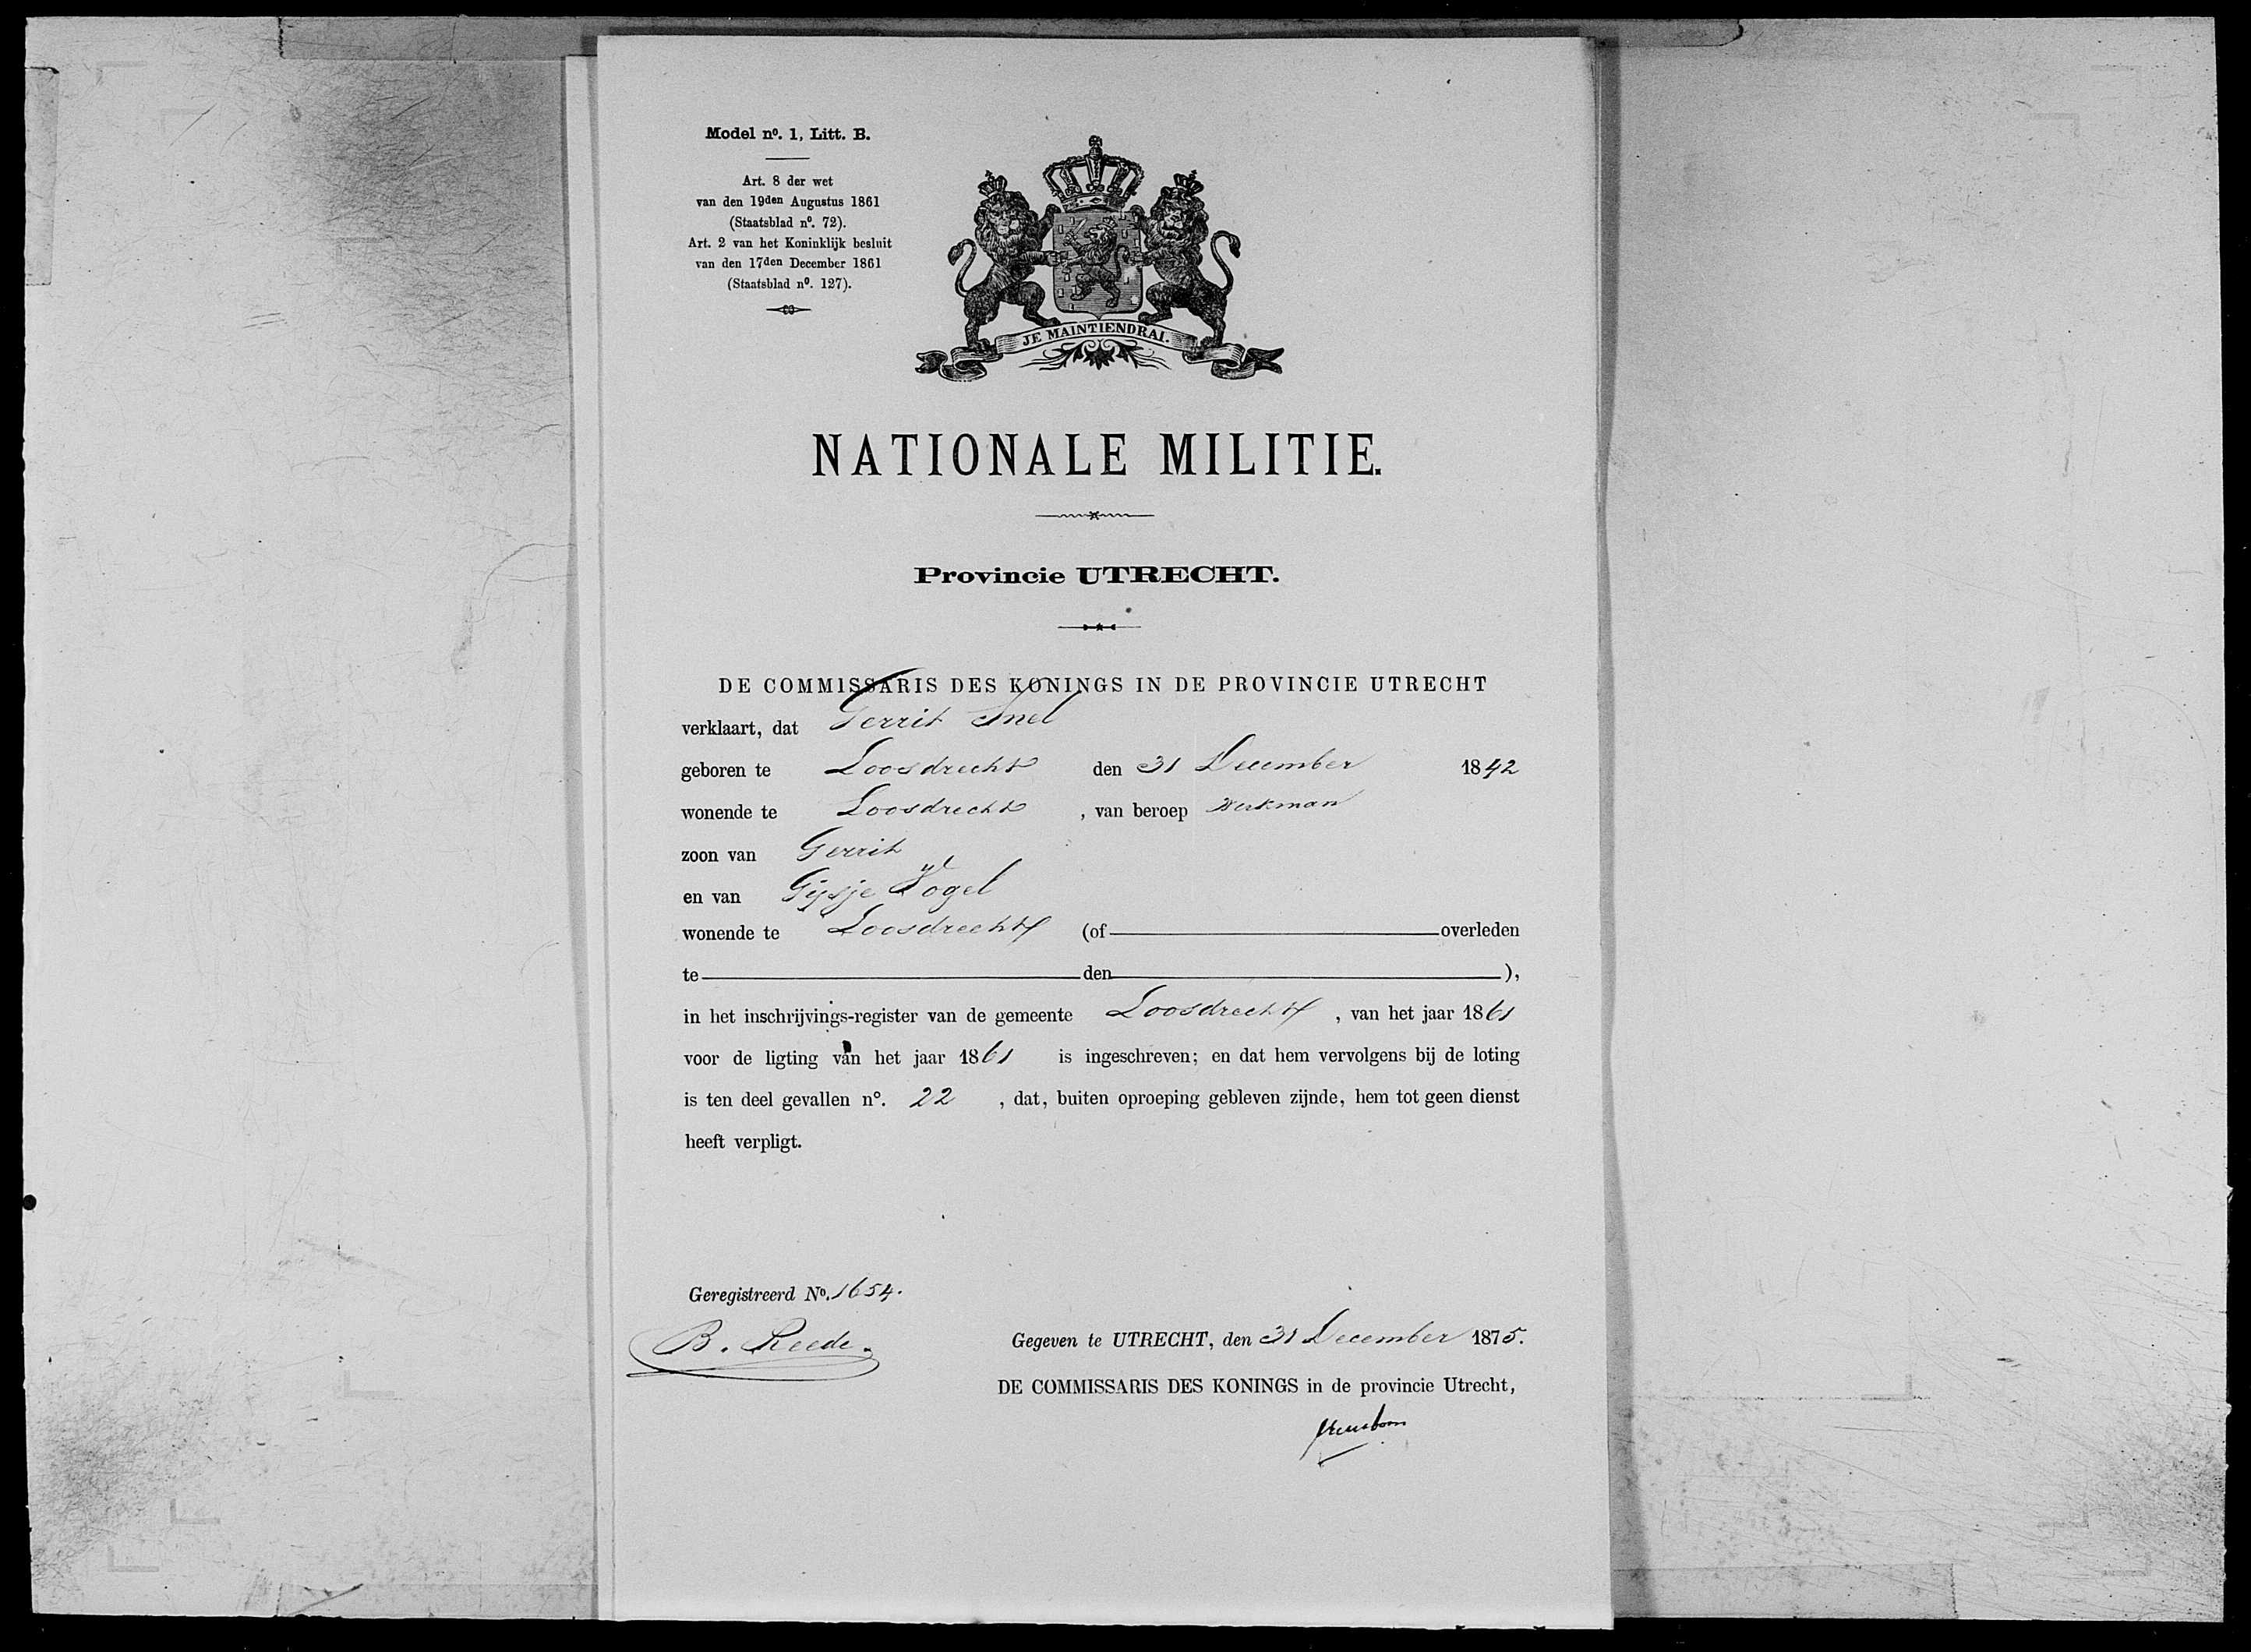 Model nº. 1, Litt. B.
Art. 8 der wet
van den 19den Augustus 1861
(Staatsblad nº. 72).
Art. 2 van het Koninklijk besluit
van den 17den December 1861
(Staatsblad nº. 127).
JE MAINTIENDRAI.
NATIONALE MILITIE.
Provincie UTRECHT.
DE COMMISSARIS DES KONINGS IN DE PROVINCIE UTRECHT
verklaart, dat Gerrit Snel
geboren te Loosdrecht den 31 December 1842
wonende te Loosdrecht , van beroep Werkman
zoon van Gerrit
en van Gijsje Vogel
wonende te Loosdrecht (of overleden
te den ),
in het inschrijvings-register van de gemeente Loosdrecht , van het jaar 1861
voor de ligting van het jaar 1861 is ingeschreven; en dat hem vervolgens bij de loting
is ten deel gevallen nº. 22 , dat, buiten oproeping gebleven zijnde, hem tot geen dienst
heeft verpligt.
Geregistreerd Nº. 1654.
B. Reede.
Gegeven te UTRECHT, den 31 December 1875.
DE COMMISSARIS DES KONINGS in de provincie Utrecht,